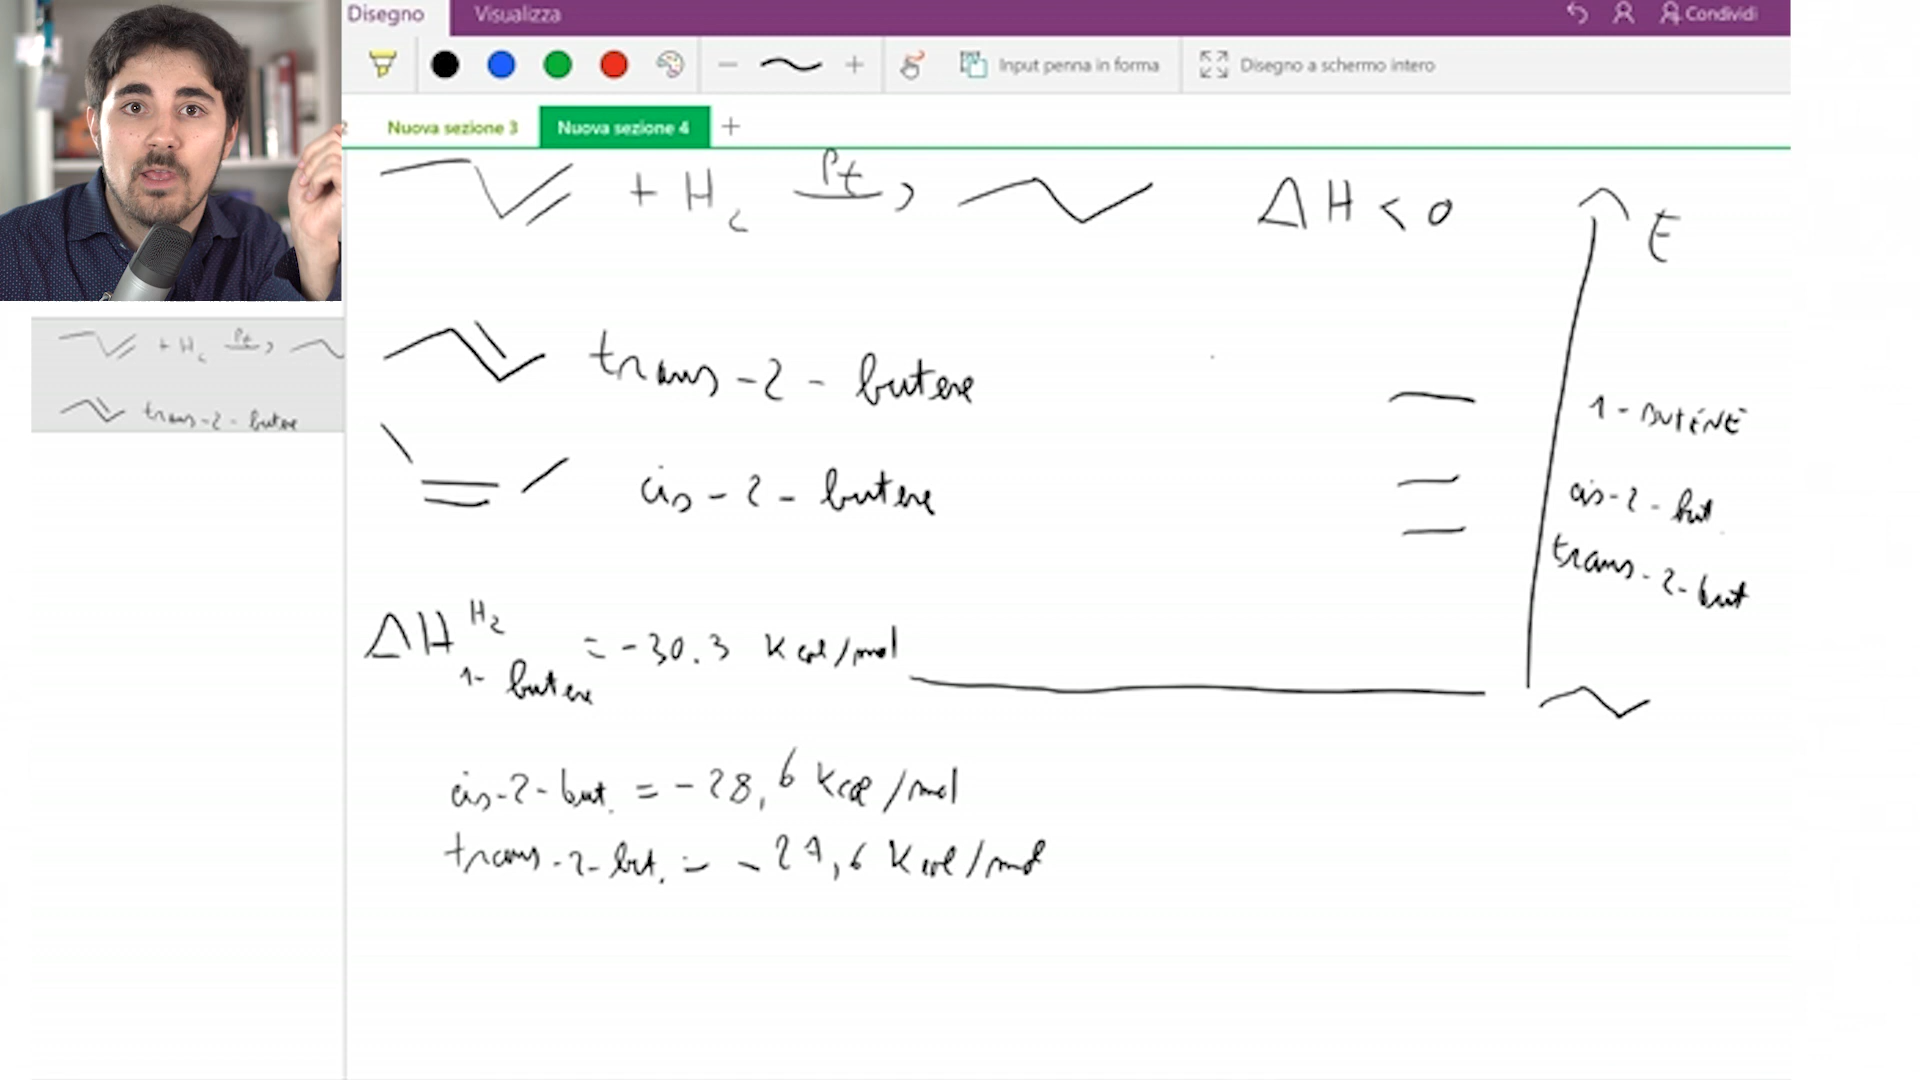 Disegno Visualizza Condividi
Input penna in forma Disegno a schermo intero
Nuova sezione 3 Nuova sezione 4 +
+ H2 Pt → ΔH < 0 E
trans-2-butene
1-BUTENE
cis-2-butene
cis-2-but.
trans-2-but
ΔH H2 1-butene = -30.3 Kcal/mol
cis-2-but. = -28,6 Kcal/mol
trans-2-but. = -27,6 Kcal/mol
+ H2 Pt →
trans-2-butene